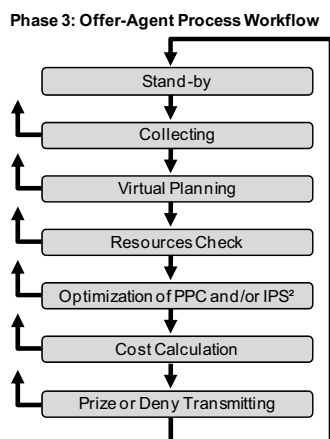 Phase 3: Offer-Agent Process Workflow
Stand-by
Collecting
Virtual Planning
Resources Check
Optimization of PPC and/or IPS²
Cost Calculation
Prize or Deny Transmitting